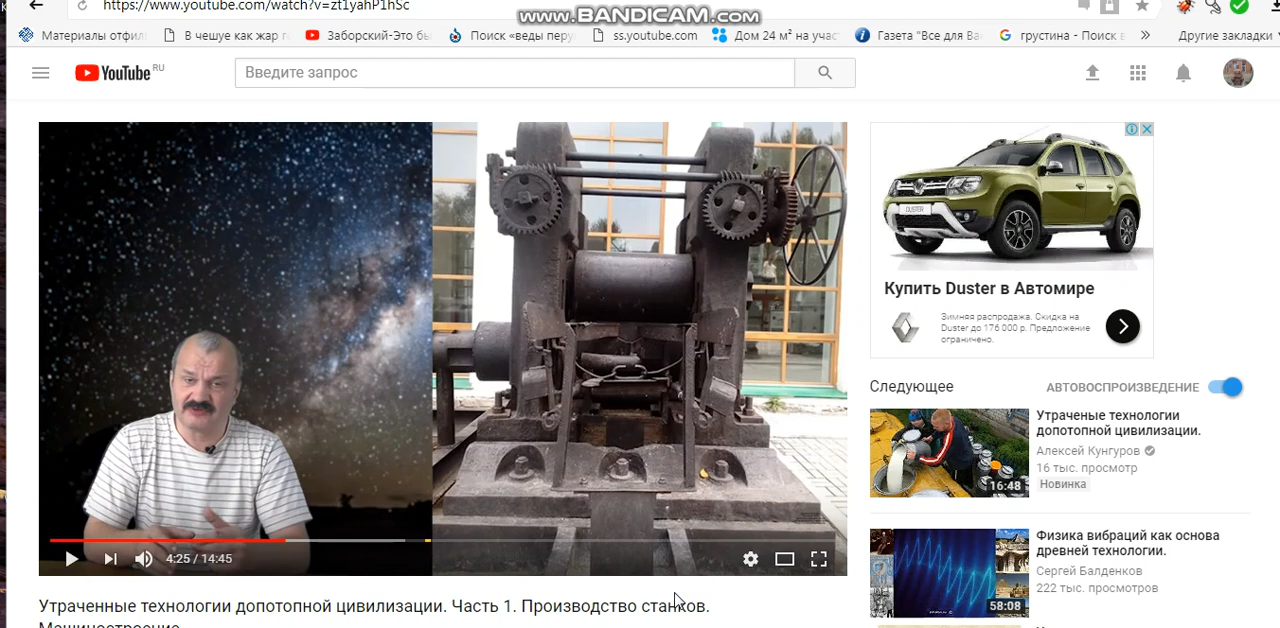 www.BANDICAM.com
https://www.youtube.com/watch?v=zt1yahP1hSc
Материалы отфил
В чешуе как жар г
Заборский-Это бы
Поиск «веды перу
ss.youtube.com
Дом 24 м² на учас
Газета "Все для Ва
грустина - Поиск в
»
Другие закладки
YouTube RU
Введите запрос
DUSTER
Купить Duster в Автомире
Зимняя распродажа. Скидка на
Duster до 176 000 р. Предложение
ограничено.
Следующее
АВТОВОСПРОИЗВЕДЕНИЕ
Утраченые технологии
допотопной цивилизации.
Алексей Кунгуров
16 тыс. просмотр
Новинка
16:48
Физика вибраций как основа
древней технологии.
Сергей Балденков
222 тыс. просмотров
58:08
4:25 / 14:45
Утраченные технологии допотопной цивилизации. Часть 1. Производство станков.
Машиностроение